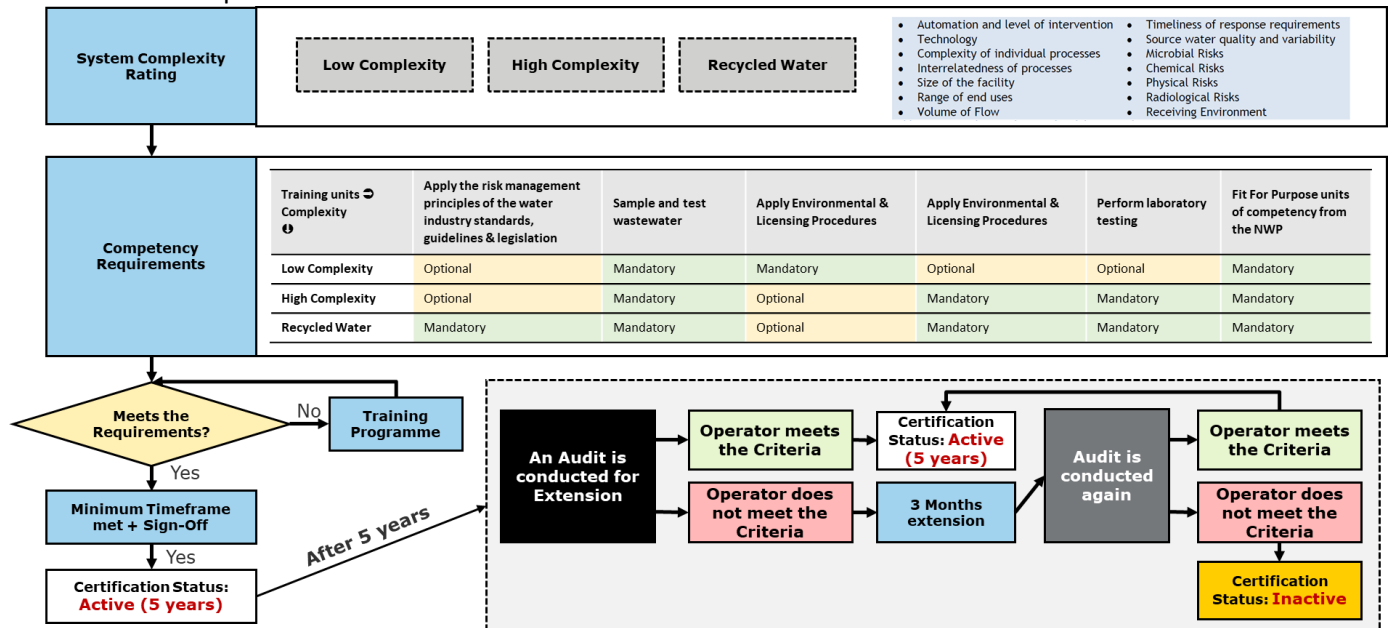 System Complexity
Rating
Low Complexity
High Complexity
Recycled Water
• Automation and level of intervention
• Technology
• Complexity of individual processes
• Interrelatedness of processes
• Size of the facility
• Range of end uses
• Volume of Flow
• Timeliness of response requirements
• Source water quality and variability
• Microbial Risks
• Chemical Risks
• Physical Risks
• Radiological Risks
• Receiving Environment
Competency
Requirements
Training units ➲
Complexity
➏
Apply the risk management
principles of the water
industry standards,
guidelines & legislation
Sample and test
wastewater
Apply Environmental &
Licensing Procedures
Apply Environmental &
Licensing Procedures
Perform laboratory
testing
Fit For Purpose units
of competency from
the NWP
Low Complexity Optional Mandatory Mandatory Optional Optional Mandatory
High Complexity Optional Mandatory Optional Mandatory Mandatory Mandatory
Recycled Water Mandatory Mandatory Optional Mandatory Mandatory Mandatory
Meets the
Requirements?
No
Training
Programme
Yes
Minimum Timeframe
met + Sign-Off
Yes
Certification Status:
Active (5 years)
After 5 years
An Audit is
conducted for
Extension
Operator meets
the Criteria
Operator does
not meet the
Criteria
Certification
Status: Active
(5 years)
3 Months
extension
Audit is
conducted
again
Operator meets
the Criteria
Operator does
not meet the
Criteria
Certification
Status: Inactive